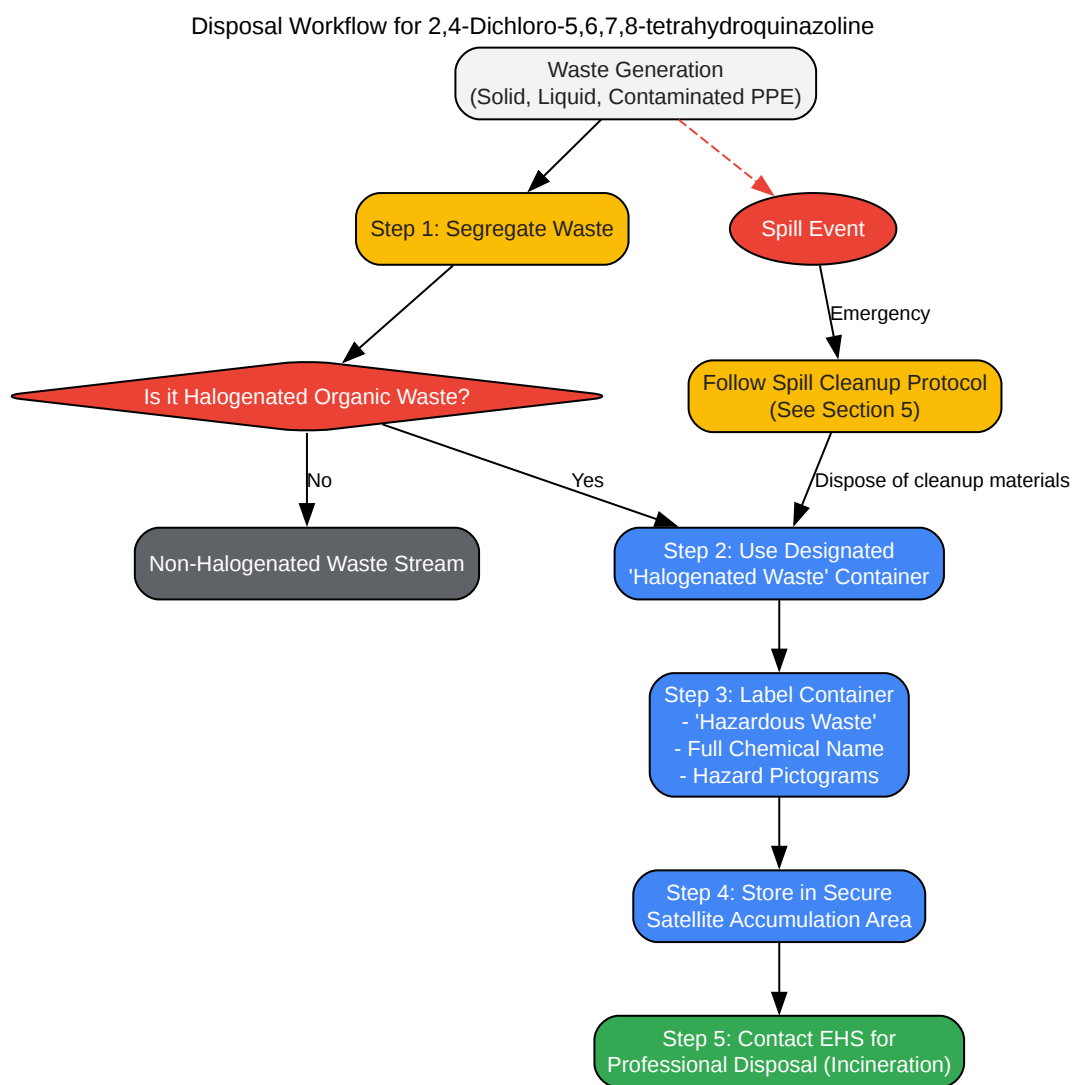 Disposal Workflow for 2,4-Dichloro-5,6,7,8-tetrahydroquinazoline
Waste Generation
(Solid, Liquid, Contaminated PPE)
Step 1: Segregate Waste
Spill Event
Emergency
Is it Halogenated Organic Waste?
Follow Spill Cleanup Protocol
(See Section 5)
No
Yes
Dispose of cleanup materials
Non-Halogenated Waste Stream
Step 2: Use Designated
'Halogenated Waste' Container
Step 3: Label Container
- 'Hazardous Waste'
- Full Chemical Name
- Hazard Pictograms
Step 4: Store in Secure
Satellite Accumulation Area
Step 5: Contact EHS for
Professional Disposal (Incineration)